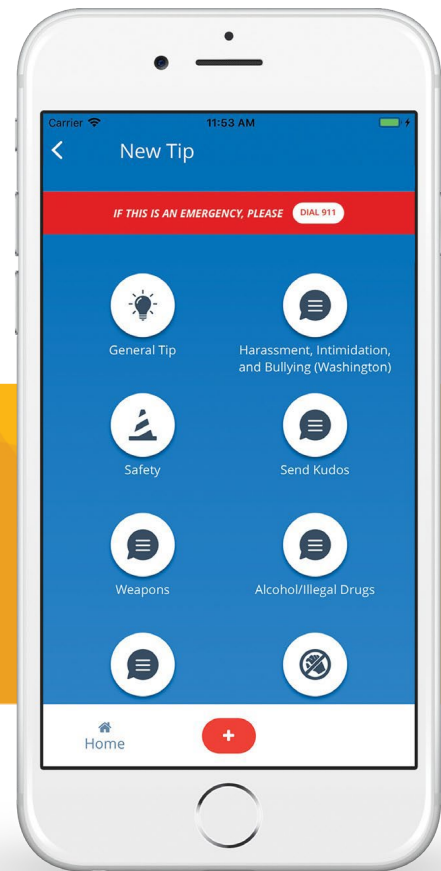 Carrier 11:53 AM
New Tip
IF THIS IS AN EMERGENCY, PLEASE DIAL 911
General Tip
Harassment, Intimidation,
and Bullying (Washington)
Safety
Send Kudos
Weapons
Alcohol/Illegal Drugs
Home